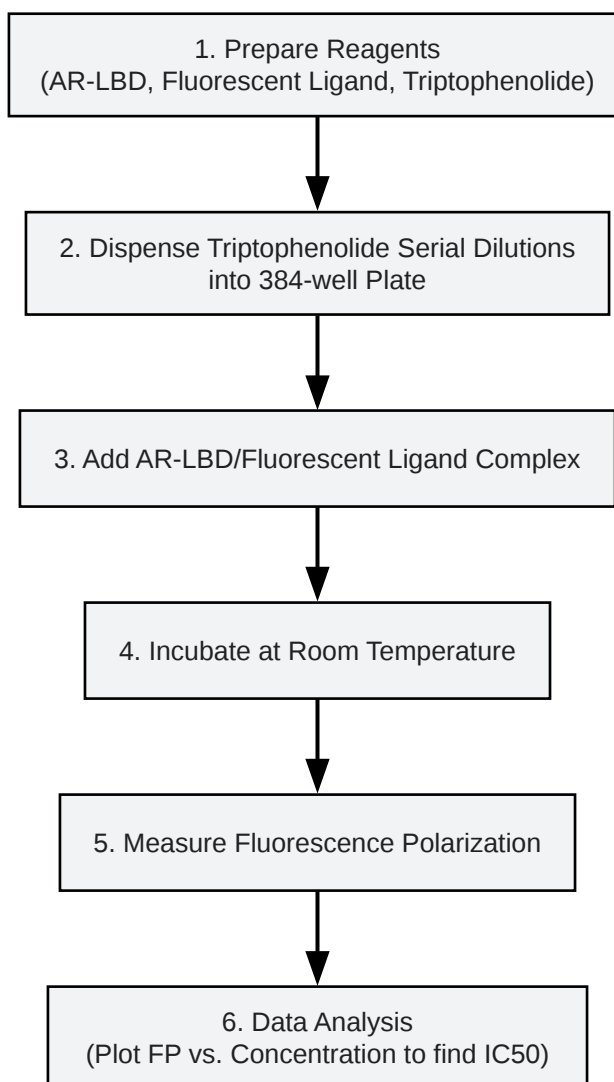 1. Prepare Reagents
(AR-LBD, Fluorescent Ligand, Triptophenolide)
2. Dispense Triptophenolide Serial Dilutions
into 384-well Plate
3. Add AR-LBD/Fluorescent Ligand Complex
4. Incubate at Room Temperature
5. Measure Fluorescence Polarization
6. Data Analysis
(Plot FP vs. Concentration to find IC50)